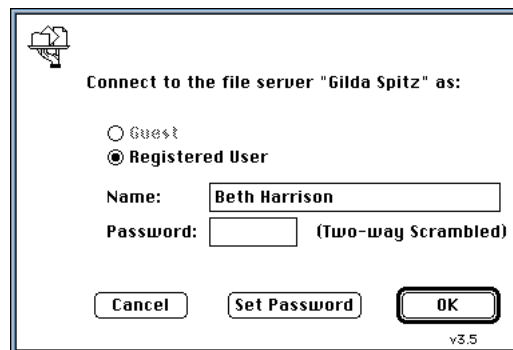 Connect to the file server "Gilda Spitz" as:
Guest
Registered User
Name: Beth Harrison
Password: (Two-way Scrambled)
Cancel Set Password OK
v3.5